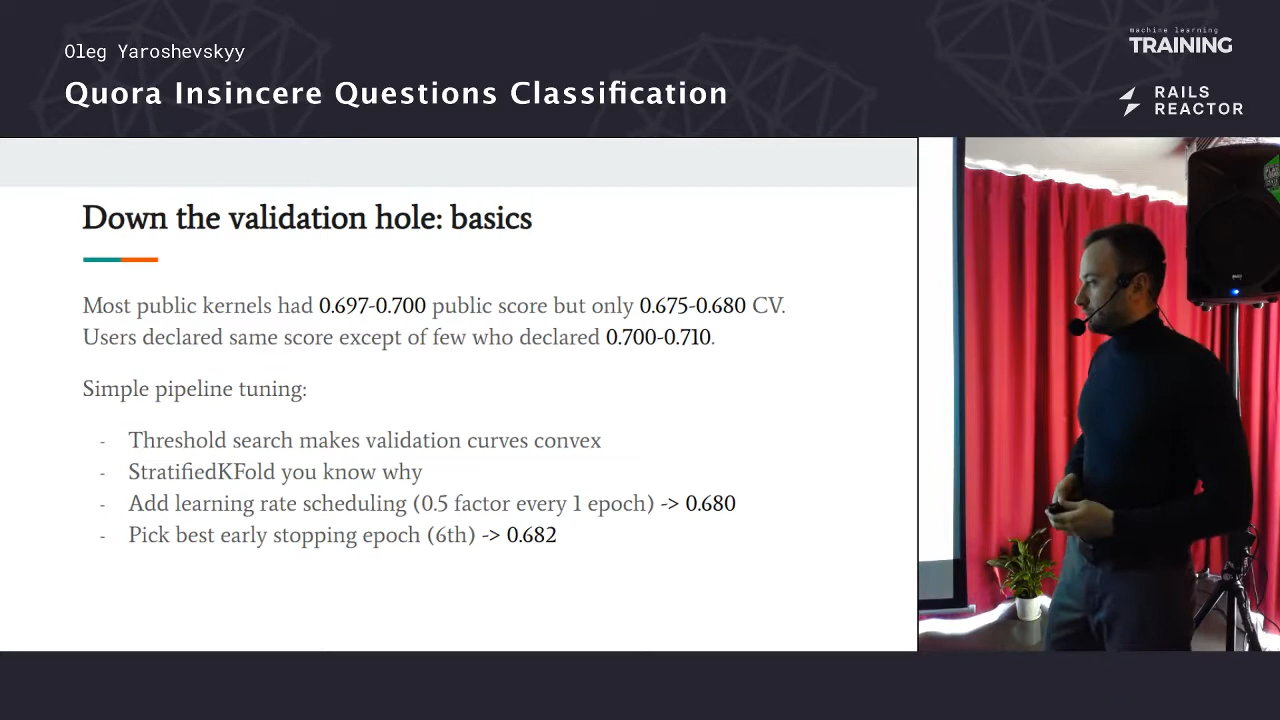 Oleg Yaroshevskyy
Quora Insincere Questions Classification
machine learning
TRAINING
RAILS
REACTOR
Down the validation hole: basics
Most public kernels had 0.697-0.700 public score but only 0.675-0.680 CV.
Users declared same score except of few who declared 0.700-0.710.
Simple pipeline tuning:
- Threshold search makes validation curves convex
- StratifiedKFold you know why
- Add learning rate scheduling (0.5 factor every 1 epoch) -> 0.680
- Pick best early stopping epoch (6th) -> 0.682